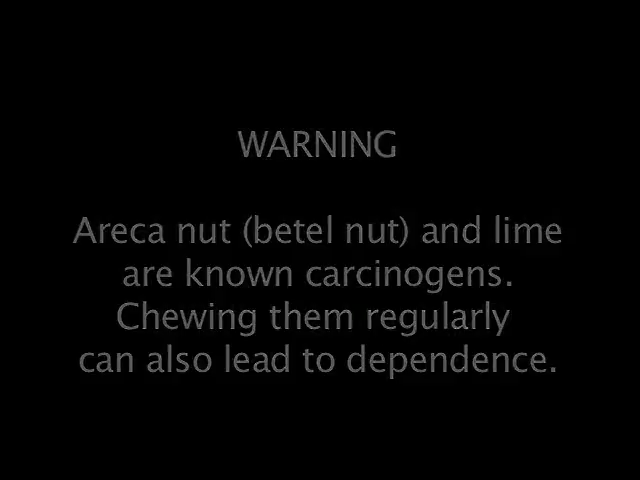 WARNING
Areca nut (betel nut) and lime
are known carcinogens.
Chewing them regularly
can also lead to dependence.